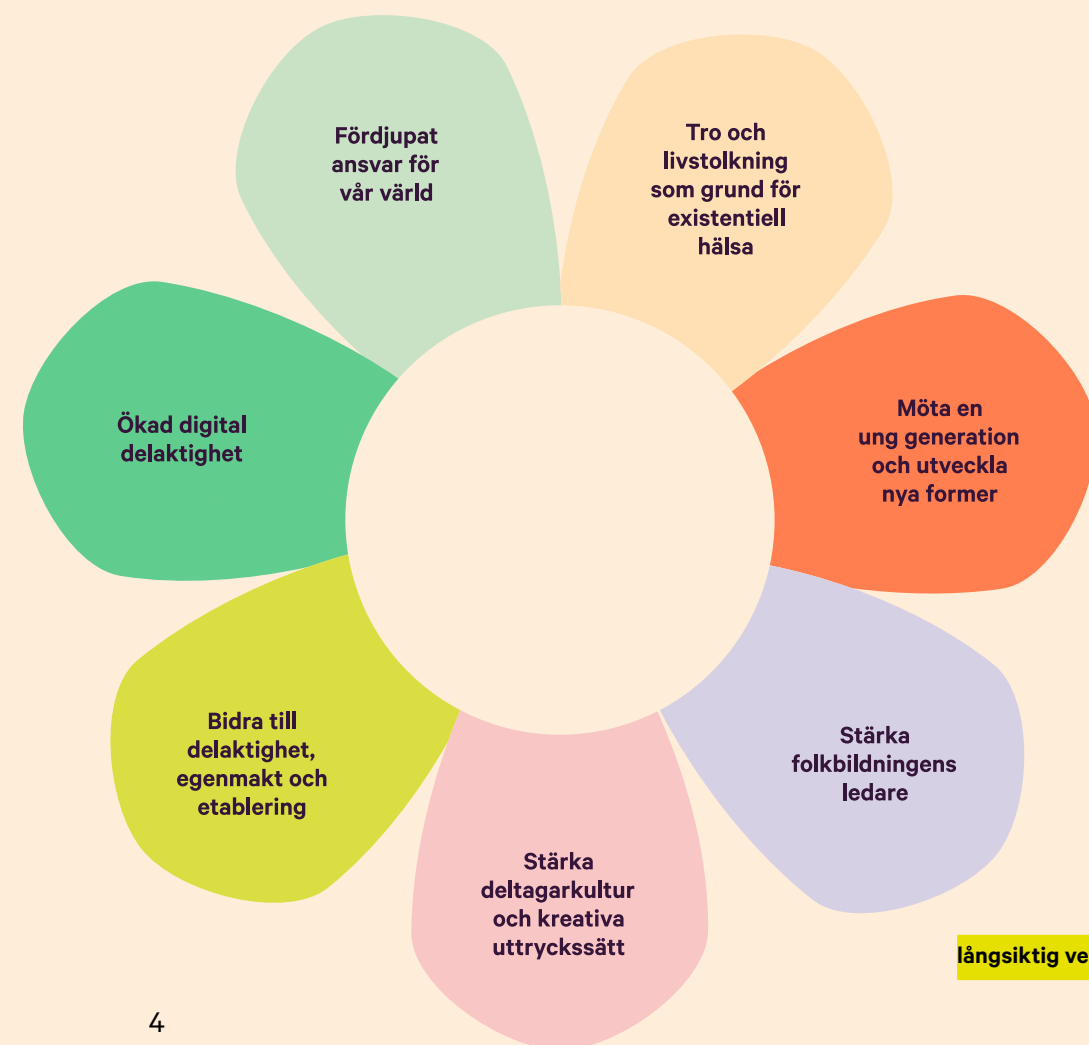 Fördjupat
ansvar för
vår värld
Tro och
livstolkning
som grund för
existentiell
hälsa
Ökad digital
delaktighet
Möta en
ung generation
och utveckla
nya former
Bidra till
delaktighet,
egenmakt och
etablering
Stärka
folkbildningens
ledare
Stärka
deltagarkultur
och kreativa
uttryckssätt
långsiktig ve
4